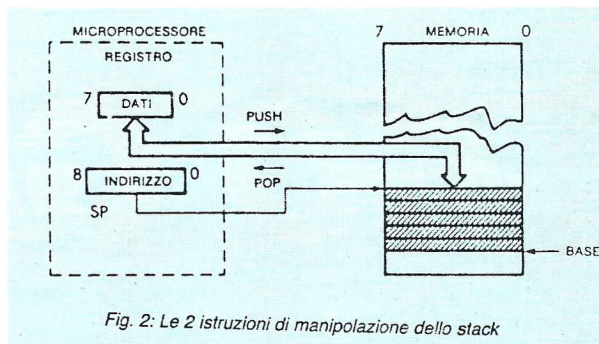 MICROPROCESSORE
REGISTRO
7 DATI 0
8 INDIRIZZO 0
SP
PUSH
POP
7 MEMORIA 0
BASE
Fig. 2: Le 2 istruzioni di manipolazione dello stack